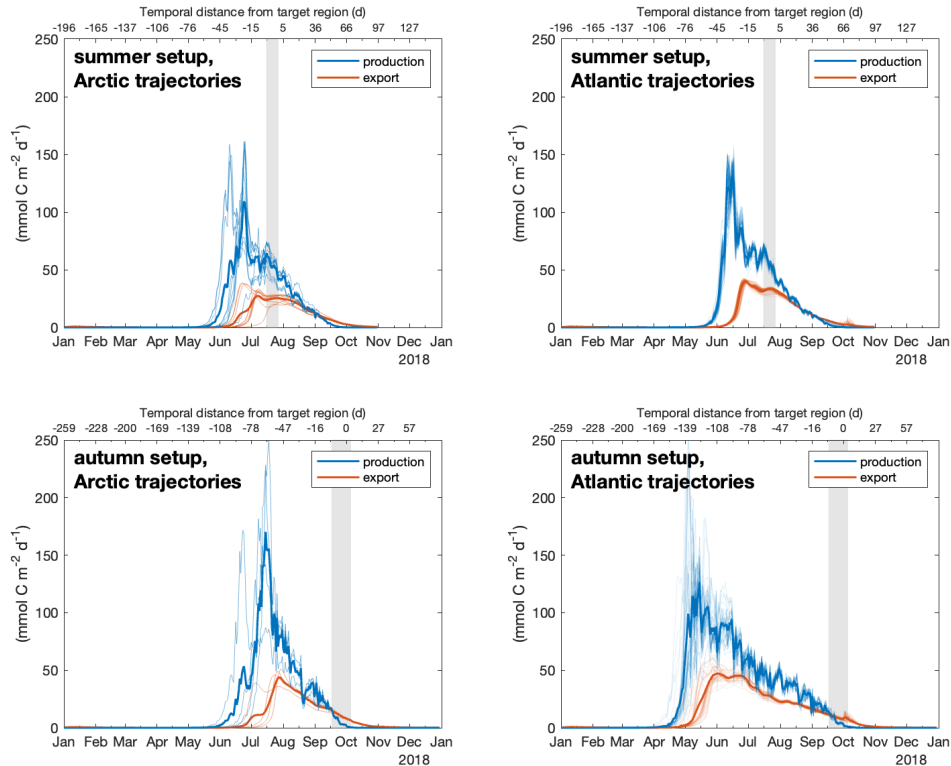 Temporal distance from target region (d)
-196 -165 -137 -106 -76 -45 -15 5 36 66 97 127
250
200
150
100
50
0
(mmol C m-2 d-1)
summer setup,
Arctic trajectories
production
export
Jan Feb Mar Apr May Jun Jul Aug Sep Oct Nov Dec Jan
2018
Temporal distance from target region (d)
-196 -165 -137 -106 -76 -45 -15 5 36 66 97 127
250
200
150
100
50
0
(mmol C m-2 d-1)
summer setup,
Atlantic trajectories
production
export
Jan Feb Mar Apr May Jun Jul Aug Sep Oct Nov Dec Jan
2018
Temporal distance from target region (d)
-259 -228 -200 -169 -139 -108 -78 -47 -16 0 27 57
250
200
150
100
50
0
(mmol C m-2 d-1)
autumn setup,
Arctic trajectories
production
export
Jan Feb Mar Apr May Jun Jul Aug Sep Oct Nov Dec Jan
2018
Temporal distance from target region (d)
-259 -228 -200 -169 -139 -108 -78 -47 -16 0 27 57
250
200
150
100
50
0
(mmol C m-2 d-1)
autumn setup,
Atlantic trajectories
production
export
Jan Feb Mar Apr May Jun Jul Aug Sep Oct Nov Dec Jan
2018